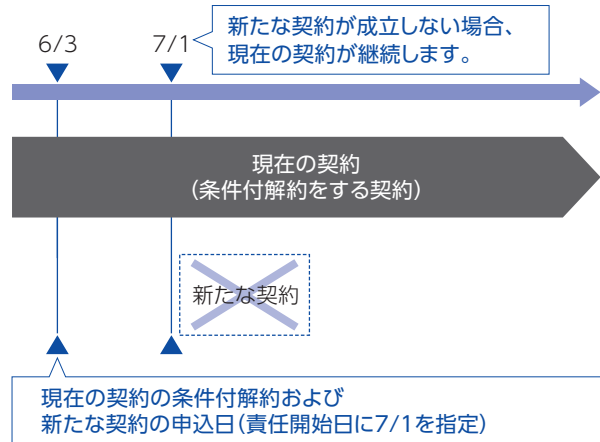 6/3
7/1
新たな契約が成立しない場合、
現在の契約が継続します。
現在の契約
(条件付解約をする契約)
新たな契約
現在の契約の条件付解約および
新たな契約の申込日(責任開始日に7/1を指定)